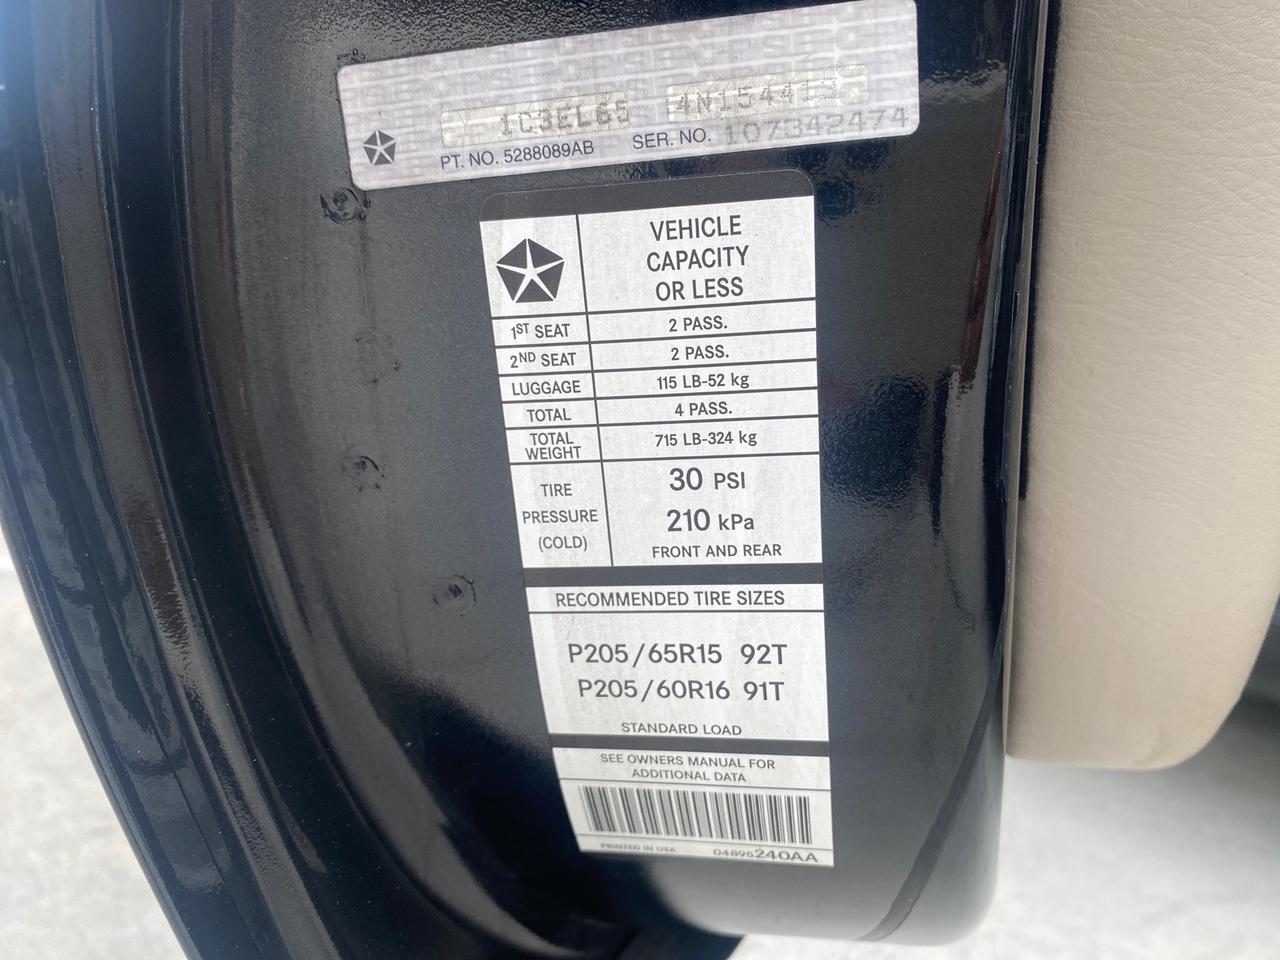 1C3EL65 4N154413
PT. NO. 5288089AB SER. NO. 107342474
VEHICLE
CAPACITY
OR LESS
1ST SEAT 2 PASS.
2ND SEAT 2 PASS.
LUGGAGE 115 LB-52 kg
TOTAL 4 PASS.
TOTAL WEIGHT 715 LB-324 kg
TIRE PRESSURE (COLD)
30 PSI
210 kPa
FRONT AND REAR
RECOMMENDED TIRE SIZES
P205/65R15 92T
P205/60R16 91T
STANDARD LOAD
SEE OWNERS MANUAL FOR
ADDITIONAL DATA
PRINTED IN USA 04895240AA